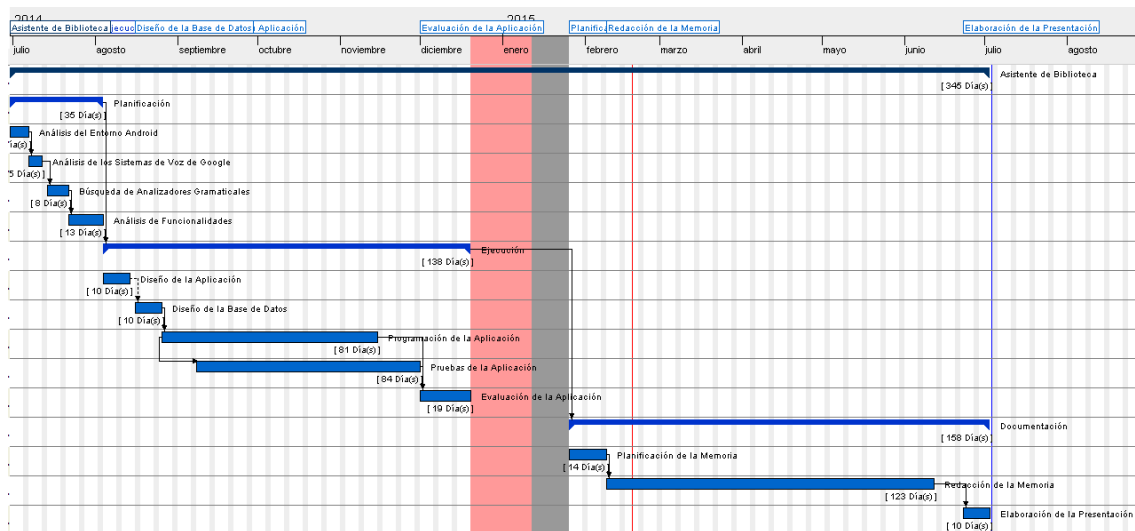 2014
2015
Asistente de Biblioteca
jecuc
Diseño de la Base de Datos
Aplicación
Evaluación de la Aplicación
Planific
Redacción de la Memoria
Elaboración de la Presentación
julio
agosto
septiembre
octubre
noviembre
diciembre
enero
febrero
marzo
abril
mayo
junio
julio
agosto
Asistente de Biblioteca
[ 345 Día(s) ]
Planificación
[ 35 Día(s) ]
Análisis del Entorno Android
ía(s) ]
Análisis de los Sistemas de Voz de Google
5 Día(s) ]
Búsqueda de Analizadores Gramaticales
[ 8 Día(s) ]
Análisis de Funcionalidades
[ 13 Día(s) ]
Ejecución
[ 138 Día(s) ]
Diseño de la Aplicación
[ 10 Día(s) ]
Diseño de la Base de Datos
[ 10 Día(s) ]
Programación de la Aplicación
[ 81 Día(s) ]
Pruebas de la Aplicación
[ 84 Día(s) ]
Evaluación de la Aplicación
[ 19 Día(s) ]
Documentación
[ 158 Día(s) ]
Planificación de la Memoria
[ 14 Día(s) ]
Redacción de la Memoria
[ 123 Día(s) ]
Elaboración de la Presentación
[ 10 Día(s) ]